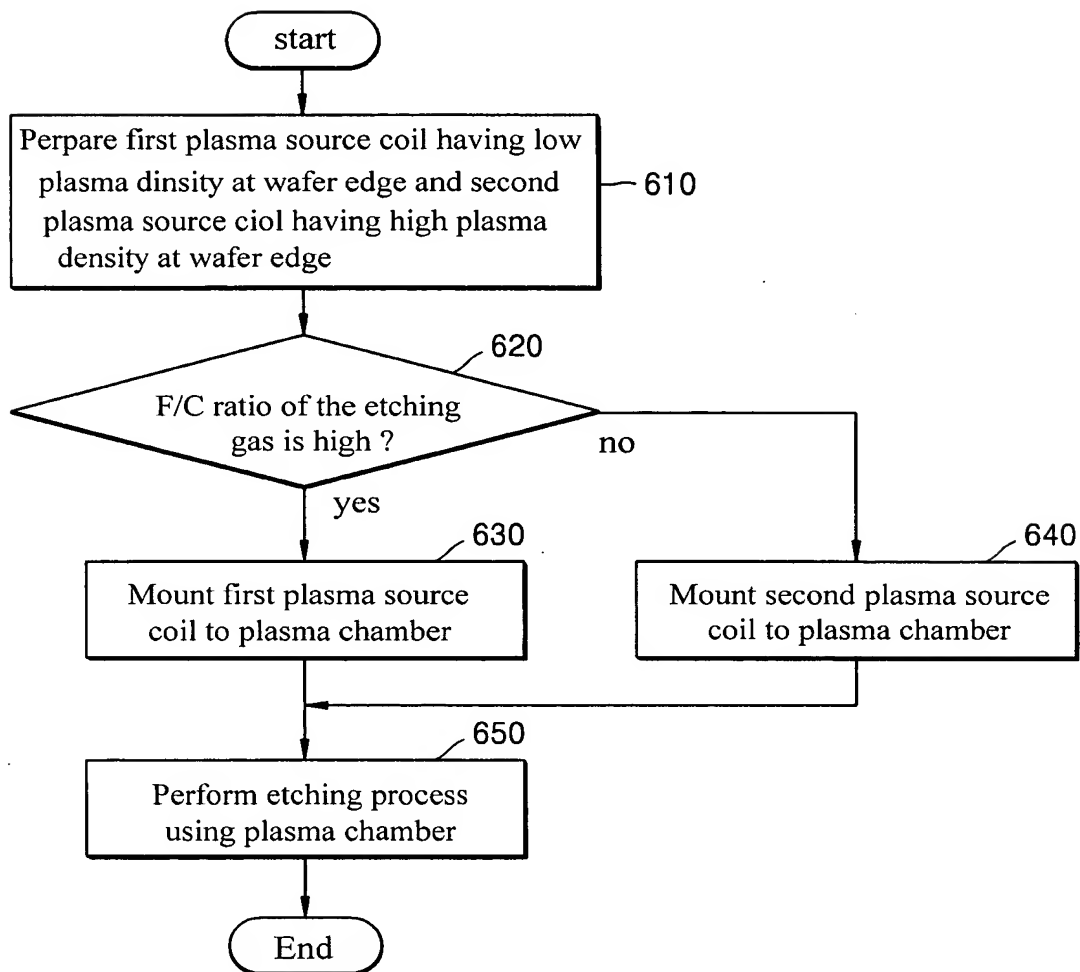 start
Perpare first plasma source coil having low
plasma dinsity at wafer edge and second
plasma source ciol having high plasma
density at wafer edge
610
620
F/C ratio of the etching
gas is high ?
no
yes
630
Mount first plasma source
coil to plasma chamber
640
Mount second plasma source
coil to plasma chamber
650
Perform etching process
using plasma chamber
End